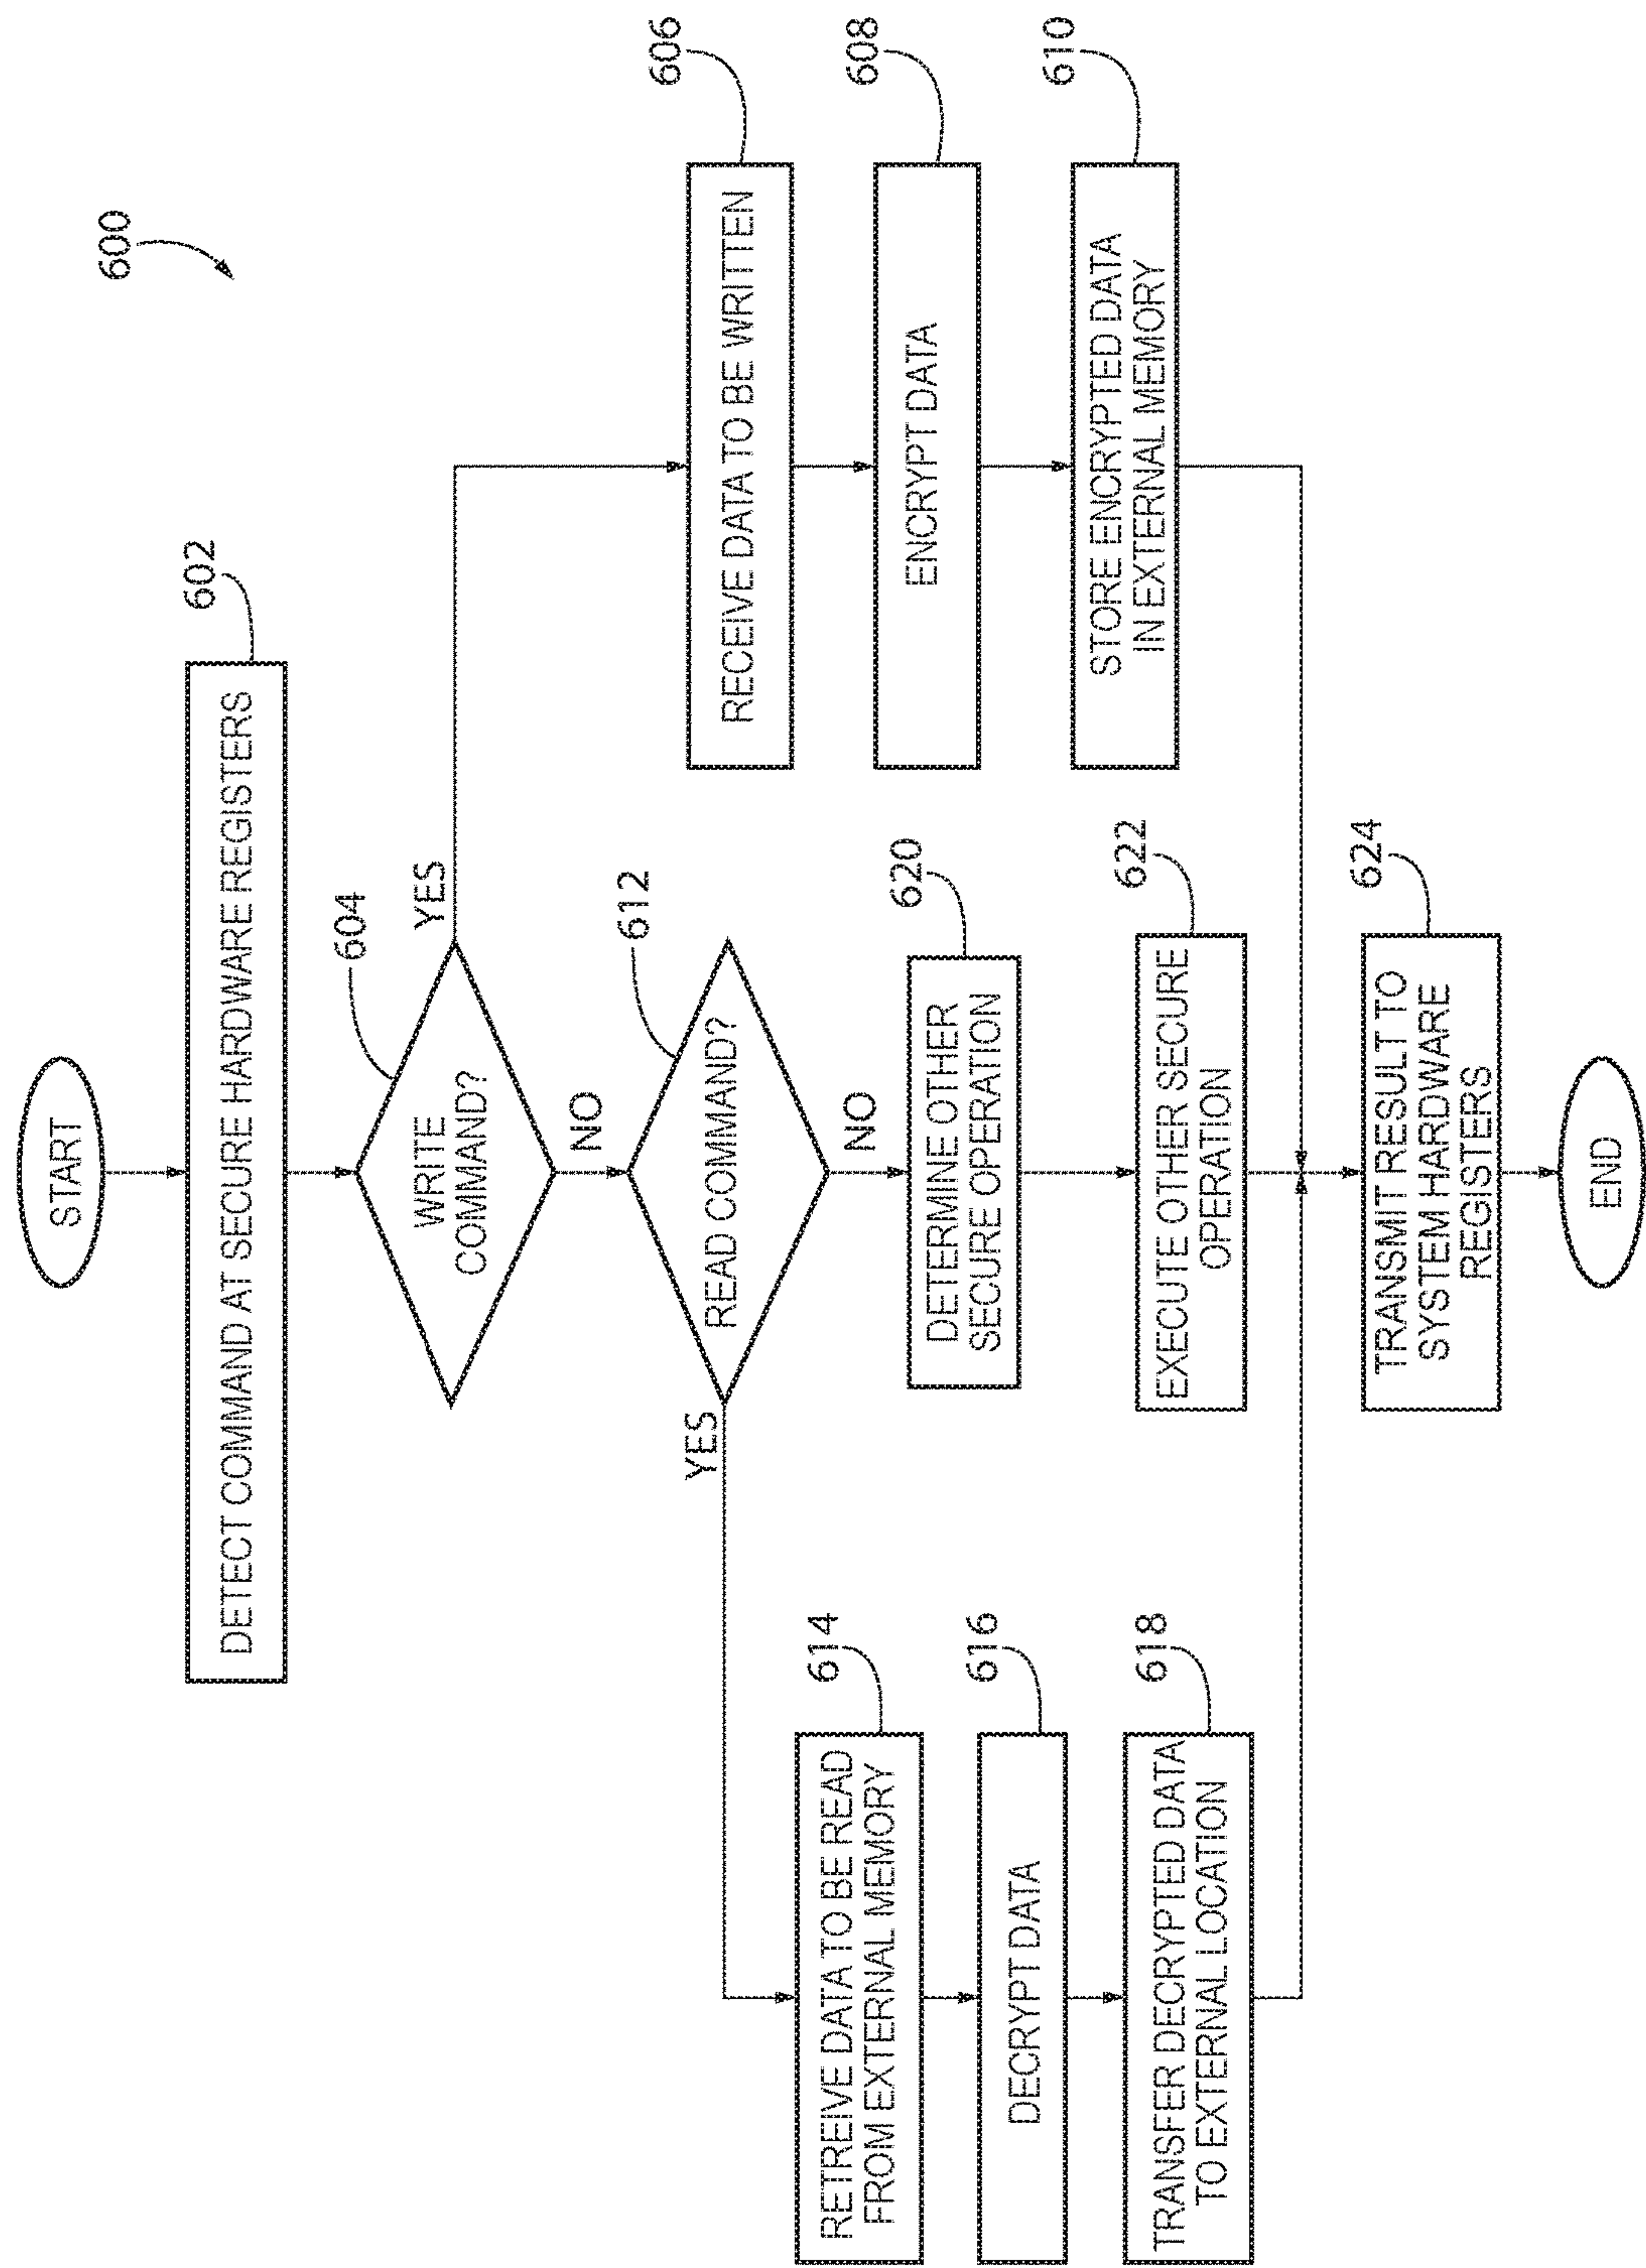 600
START
602
DETECT COMMAND AT SECURE HARDWARE REGISTERS
604
WRITE
COMMAND?
YES
NO
606
RECEIVE DATA TO BE WRITTEN
608
ENCRYPT DATA
610
STORE ENCRYPTED DATA
IN EXTERNAL MEMORY
612
READ COMMAND?
YES
NO
614
RETREIVE DATA TO BE READ
FROM EXTERNAL MEMORY
616
DECRYPT DATA
618
TRANSFER DECRYPTED DATA
TO EXTERNAL LOCATION
620
DETERMINE OTHER
SECURE OPERATION
622
EXECUTE OTHER SECURE
OPERATION
624
TRANSMIT RESULT TO
SYSTEM HARDWARE
REGISTERS
END